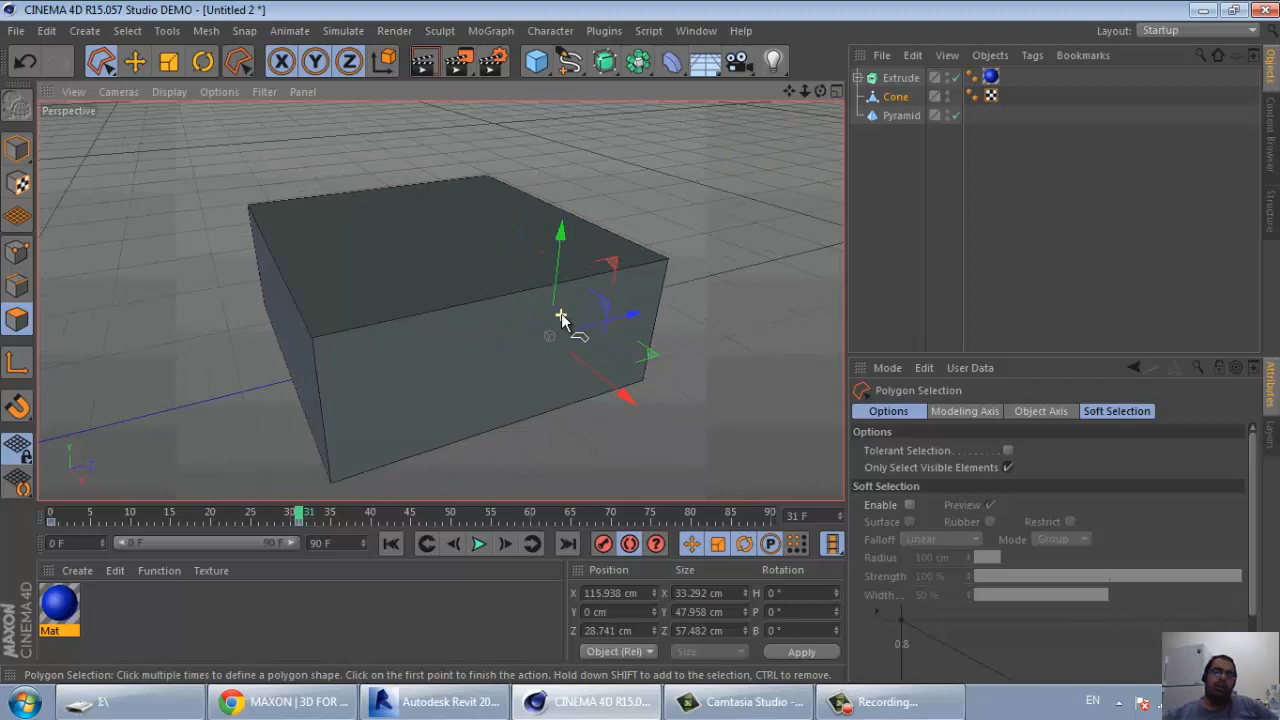 CINEMA 4D R15.057 Studio DEMO - [Untitled 2 *]
File Edit Create Select Tools Mesh Snap Animate Simulate Render Sculpt MoGraph Character Plugins Script Window Help Layout: Startup
X Y Z
File Edit View Objects Tags Bookmarks
View Cameras Display Options Filter Panel
Extrude
Cone
Pyramid
Perspective
Objects
Content Browser
Structure
Mode Edit User Data
Polygon Selection
Options Modeling Axis Object Axis Soft Selection
Options
Tolerant Selection
Only Select Visible Elements
Soft Selection
Enable Preview
Surface Rubber Restrict
Falloff Linear Mode Group
Radius 100 cm
Strength 100 %
Width 50 %
0.8
Attributes
Layers
Y
Z
X
0 5 10 15 20 25 30 31 35 40 45 50 55 60 65 70 75 80 85 90 31 F
0 F 0 F 90 F 90 F
Create Edit Function Texture
Mat
Position Size Rotation
X 115.938 cm X 33.292 cm H 0 °
Y 0 cm Y 47.958 cm P 0 °
Z 28.741 cm Z 57.482 cm B 0 °
Object (Rel) Size Apply
MAXON CINEMA 4D
Polygon Selection: Click multiple times to define a polygon shape. Click on the first point to finish the action. Hold down SHIFT to add to the selection, CTRL to remove.
E:\ MAXON | 3D FOR ... Autodesk Revit 20... CINEMA 4D R15.0... Camtasia Studio -... Recording... EN